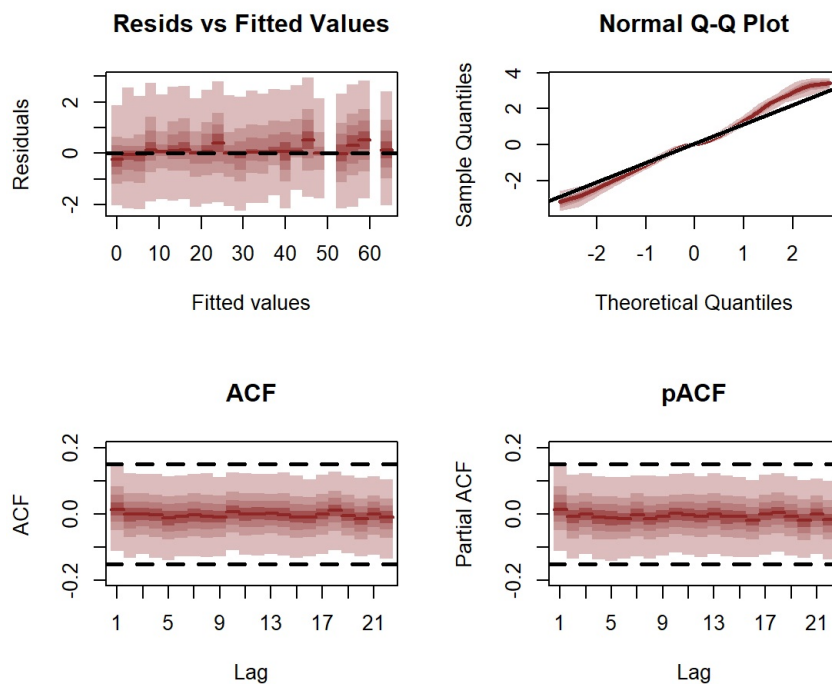 Resids vs Fitted Values
Residuals
2
0
-2
0 10 20 30 40 50 60
Fitted values
Normal Q-Q Plot
Sample Quantiles
4
2
0
-2
-2 -1 0 1 2
Theoretical Quantiles
ACF
ACF
0.2
0.0
-0.2
1 5 9 13 17 21
Lag
pACF
Partial ACF
0.2
0.0
-0.2
1 5 9 13 17 21
Lag